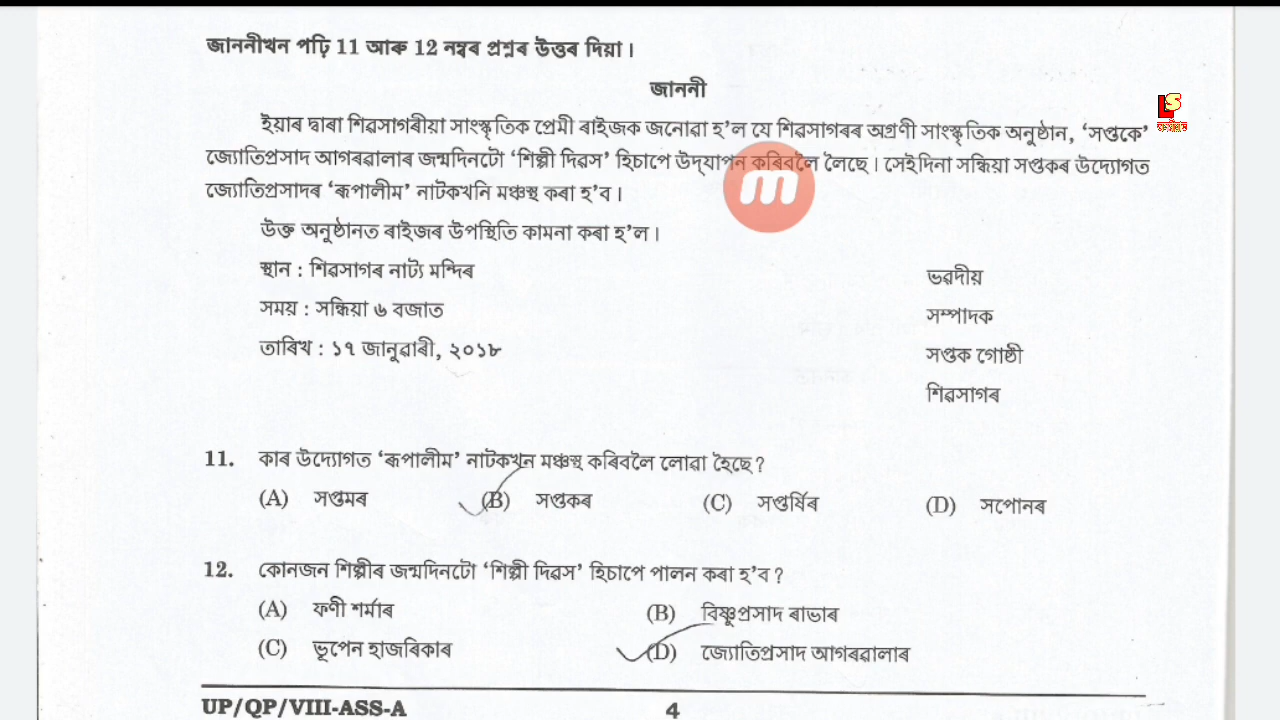 জাননীখন পঢ়ি 11 আৰু 12 নম্বৰ প্ৰশ্নৰ উত্তৰ দিয়া।
জাননী
ইয়াৰ দ্বাৰা শিৱসাগৰীয়া সাংস্কৃতিক প্ৰেমী ৰাইজক জনোৱা হ'ল যে শিৱসাগৰৰ অগ্ৰণী সাংস্কৃতিক অনুষ্ঠান, 'সপ্তকে'
জ্যোতিপ্ৰসাদ আগৰৱালাৰ জন্মদিনটো 'শিল্পী দিৱস' হিচাপে উদ্‌যাপন কৰিবলৈ লৈছে। সেইদিনা সন্ধিয়া সপ্তকৰ উদ্যোগত
জ্যোতিপ্ৰসাদৰ 'ৰূপালীম' নাটকখনি মঞ্চস্থ কৰা হ'ব।
উক্ত অনুষ্ঠানত ৰাইজৰ উপস্থিতি কামনা কৰা হ'ল।
স্থান : শিৱসাগৰ নাট্য মন্দিৰ
সময় : সন্ধিয়া ৬ বজাত
তাৰিখ : ১৭ জানুৱাৰী, ২০১৮
ভৱদীয়
সম্পাদক
সপ্তক গোষ্ঠী
শিৱসাগৰ
11. কাৰ উদ্যোগত 'ৰূপালীম' নাটকখন মঞ্চস্থ কৰিবলৈ লোৱা হৈছে?
(A) সপ্তমৰ (B) সপ্তকৰ (C) সপ্তৰ্ষিৰ (D) সপোনৰ
12. কোনজন শিল্পীৰ জন্মদিনটো 'শিল্পী দিৱস' হিচাপে পালন কৰা হ'ব?
(A) ফণী শৰ্মাৰ (B) বিষ্ণুপ্ৰসাদ ৰাভাৰ
(C) ভূপেন হাজৰিকাৰ (D) জ্যোতিপ্ৰসাদ আগৰৱালাৰ
UP/QP/VIII-ASS-A 4
LS